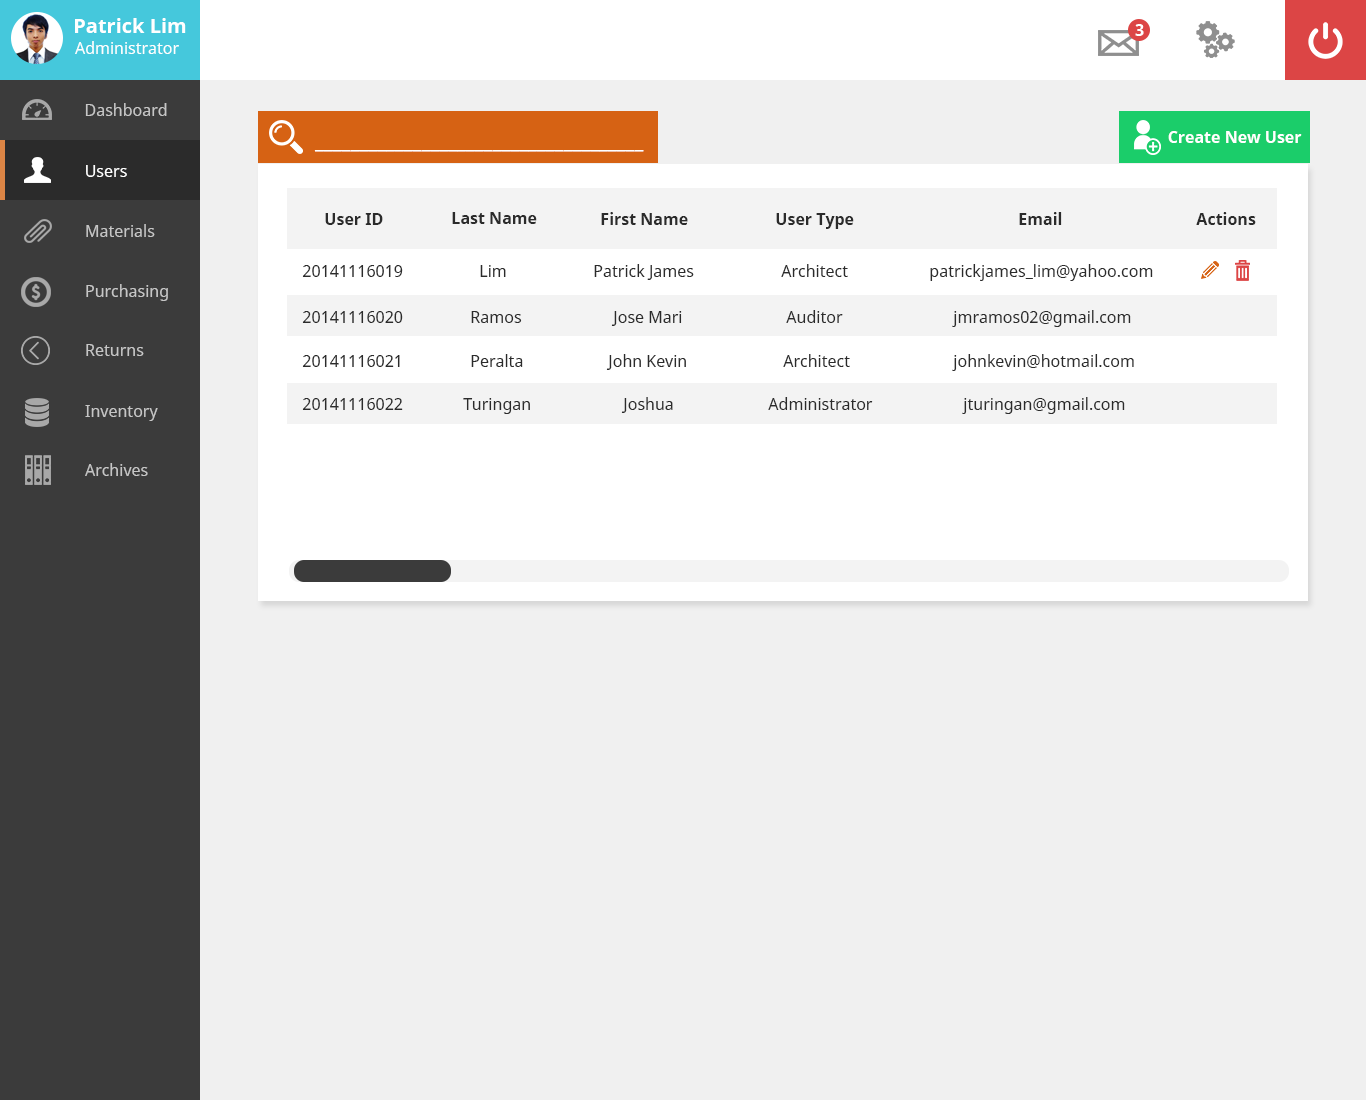 Patrick Lim
Administrator
3
Dashboard
Users
Materials
Purchasing
Returns
Inventory
Archives
Create New User
User ID Last Name First Name User Type Email Actions
20141116019 Lim Patrick James Architect patrickjames_lim@yahoo.com
20141116020 Ramos Jose Mari Auditor jmramos02@gmail.com
20141116021 Peralta John Kevin Architect johnkevin@hotmail.com
20141116022 Turingan Joshua Administrator jturingan@gmail.com